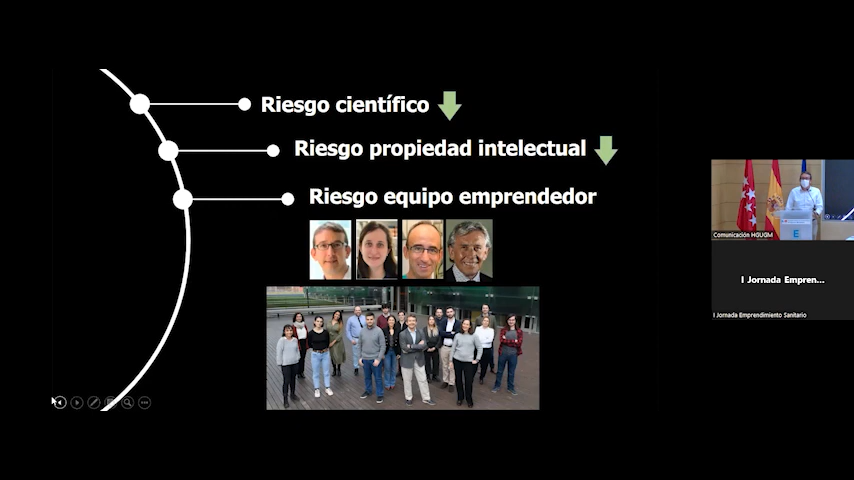 Riesgo científico
Riesgo propiedad intelectual
Riesgo equipo emprendedor
Comunicación HGUGM
E
I Jornada Empren...
I Jornada Emprendimiento Sanitario